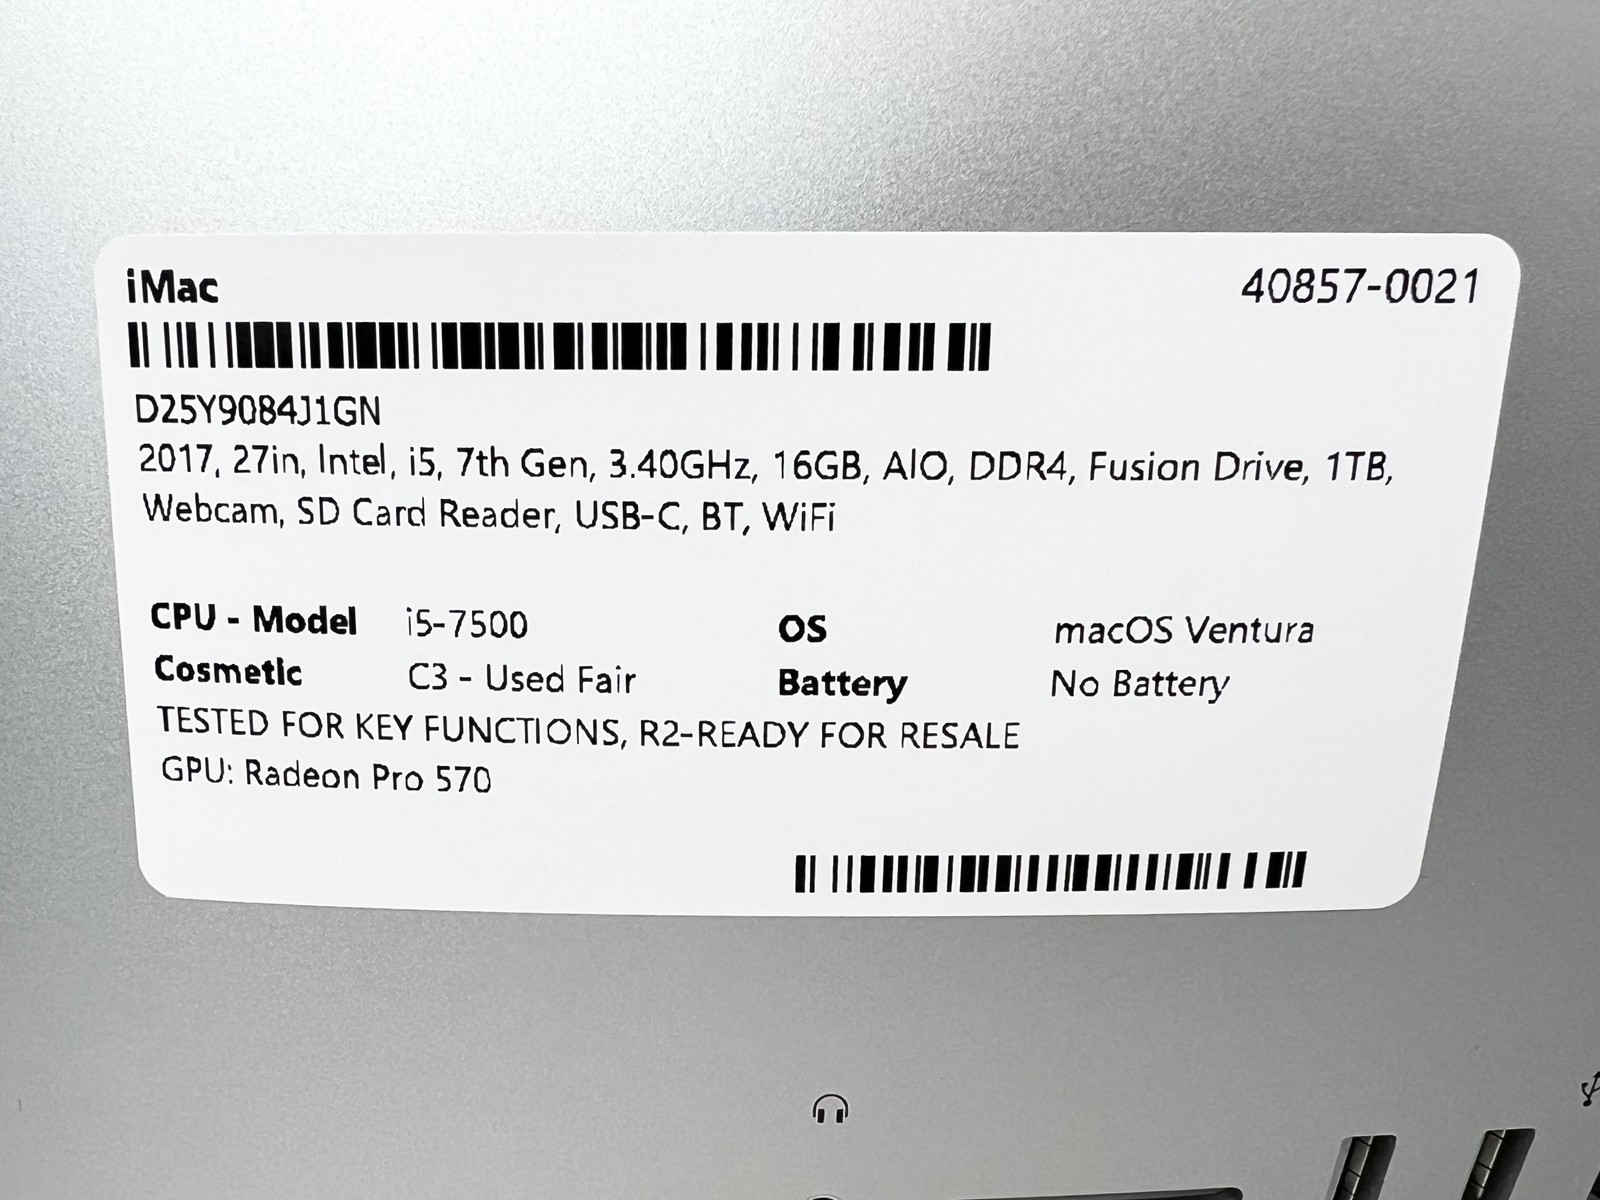 iMac 40857-0021
D25Y9084J1GN
2017, 27in, Intel, i5, 7th Gen, 3.40GHz, 16GB, AIO, DDR4, Fusion Drive, 1TB,
Webcam, SD Card Reader, USB-C, BT, WiFi
CPU - Model i5-7500 OS macOS Ventura
Cosmetic C3 - Used Fair Battery No Battery
TESTED FOR KEY FUNCTIONS, R2-READY FOR RESALE
GPU: Radeon Pro 570